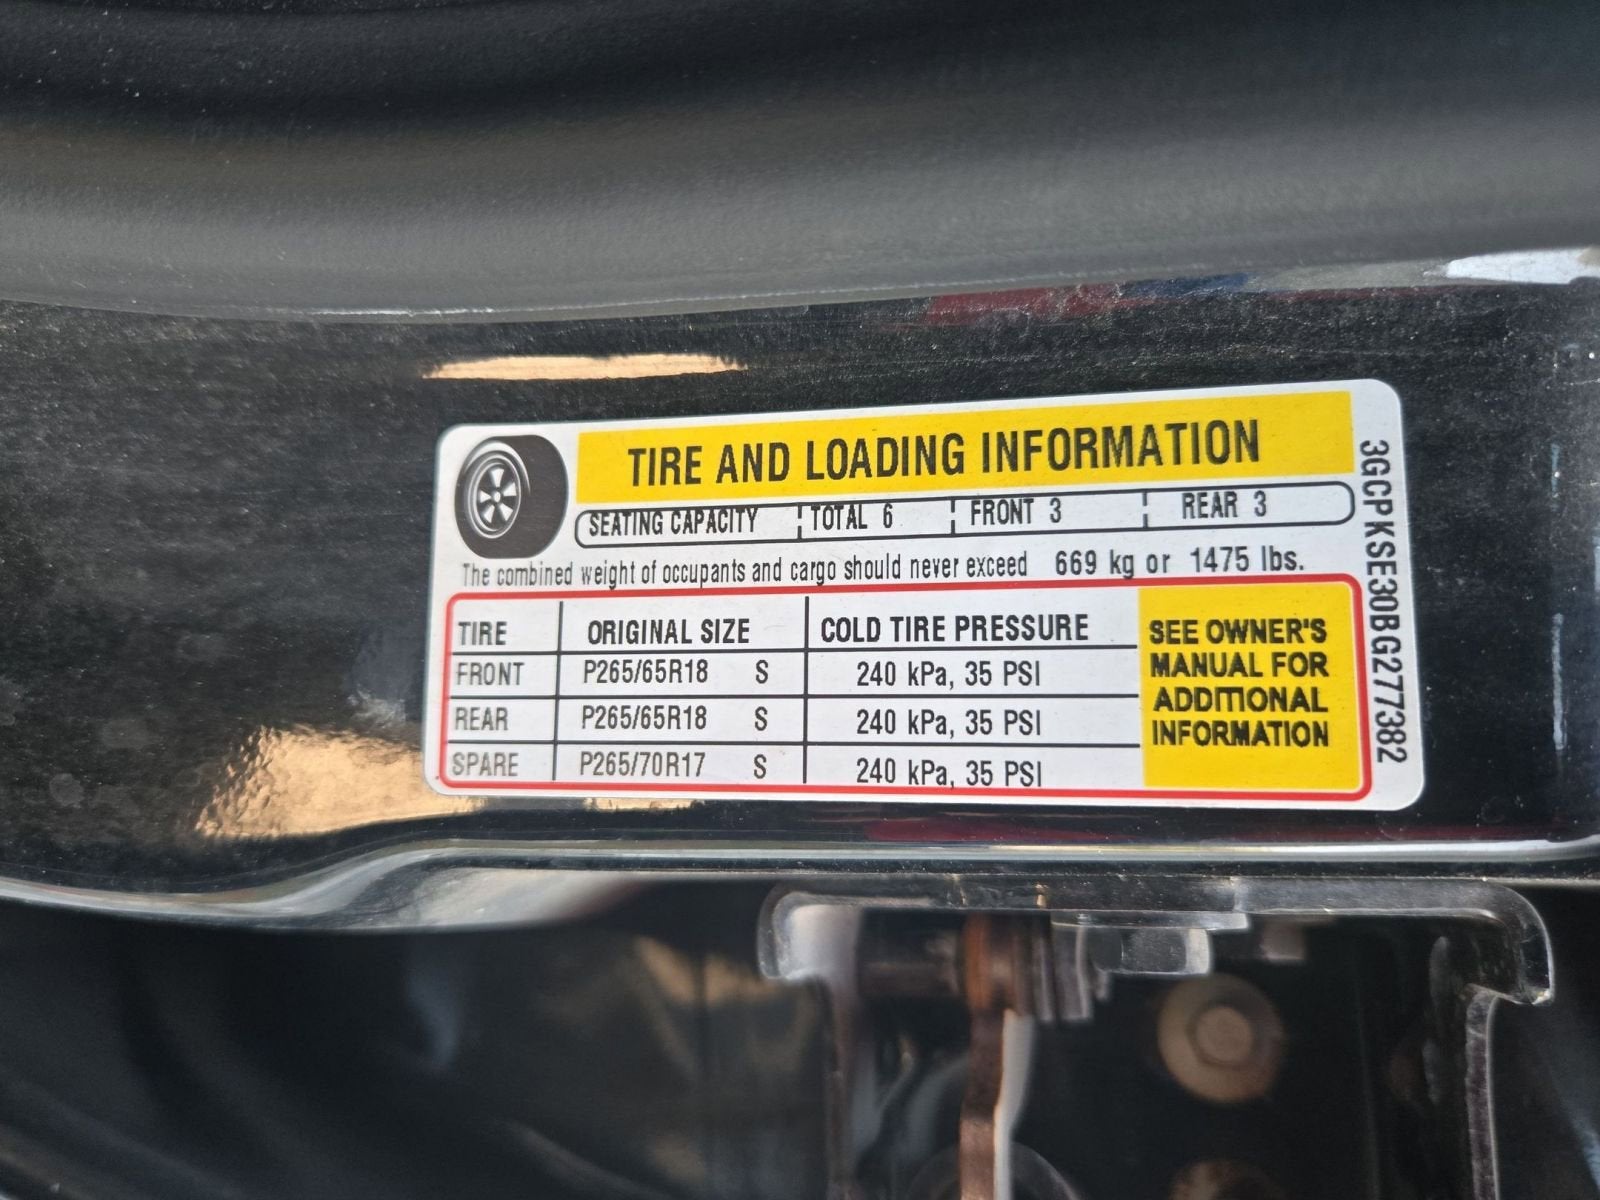 TIRE AND LOADING INFORMATION
SEATING CAPACITY TOTAL 6 FRONT 3 REAR 3
The combined weight of occupants and cargo should never exceed 669 kg or 1475 lbs.
TIRE ORIGINAL SIZE COLD TIRE PRESSURE
FRONT P265/65R18 S 240 kPa, 35 PSI
REAR P265/65R18 S 240 kPa, 35 PSI
SPARE P265/70R17 S 240 kPa, 35 PSI
SEE OWNER'S
MANUAL FOR
ADDITIONAL
INFORMATION
3GCPKSE30BG277382